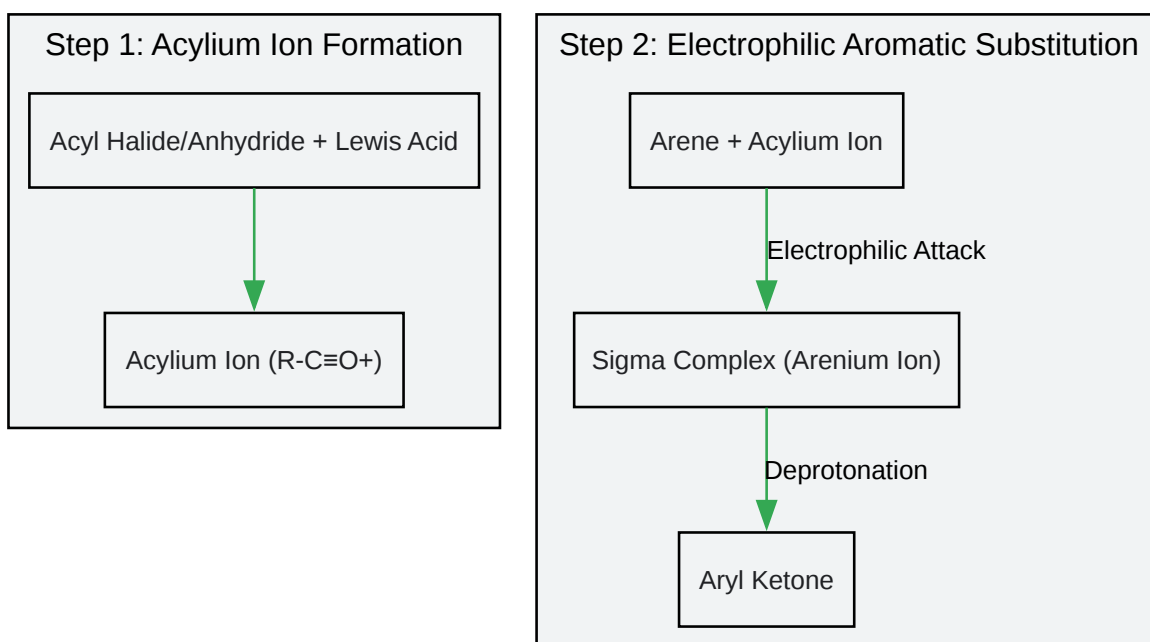 Step 1: Acylium Ion Formation
Acyl Halide/Anhydride + Lewis Acid
Acylium Ion (R-C≡O+)
Step 2: Electrophilic Aromatic Substitution
Arene + Acylium Ion
Electrophilic Attack
Sigma Complex (Arenium Ion)
Deprotonation
Aryl Ketone